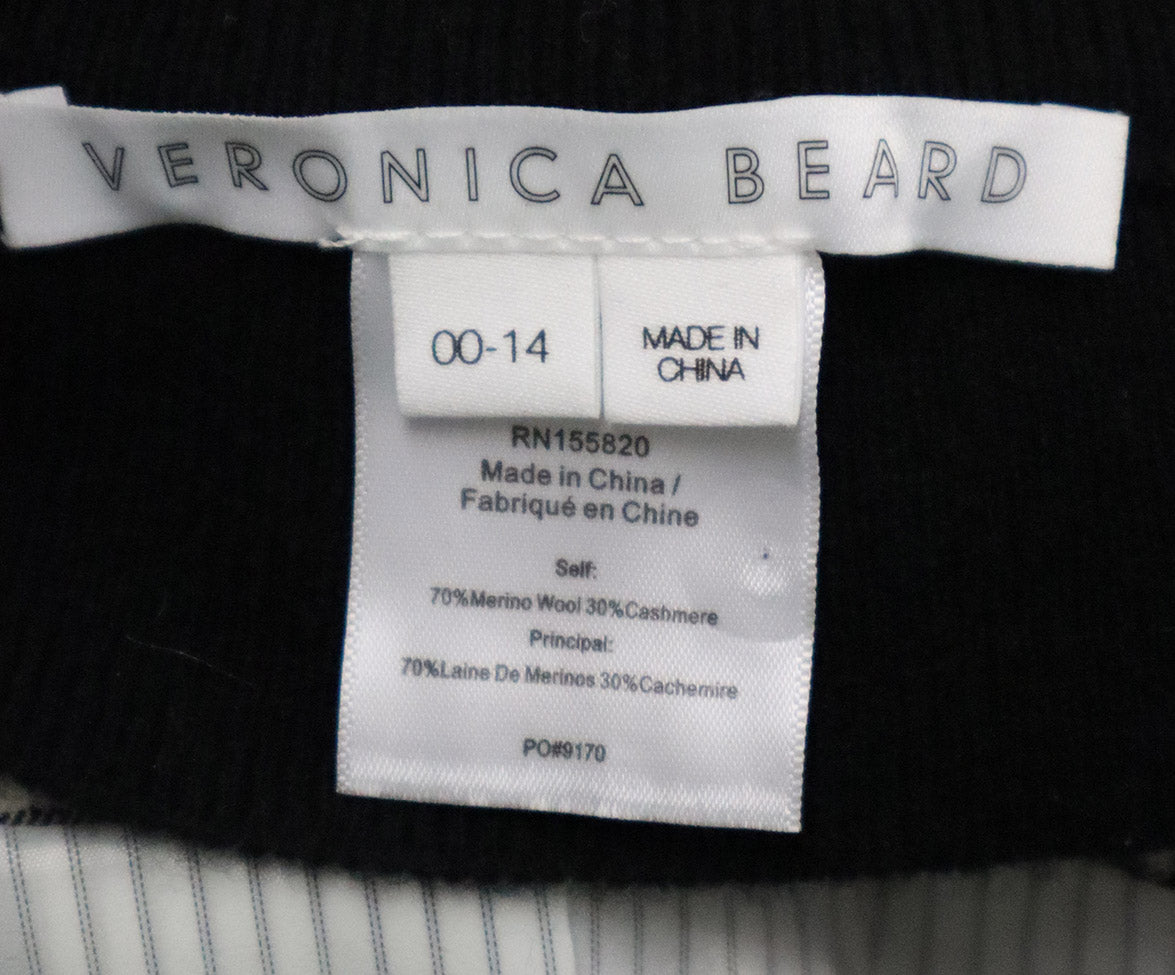 VERONICA BEARD
00-14
MADE IN
CHINA
RN155820
Made in China /
Fabriqué en Chine
Self:
70%Merino Wool 30%Cashmere
Principal:
70%Laine De Merinos 30%Cachemire
PO#9170